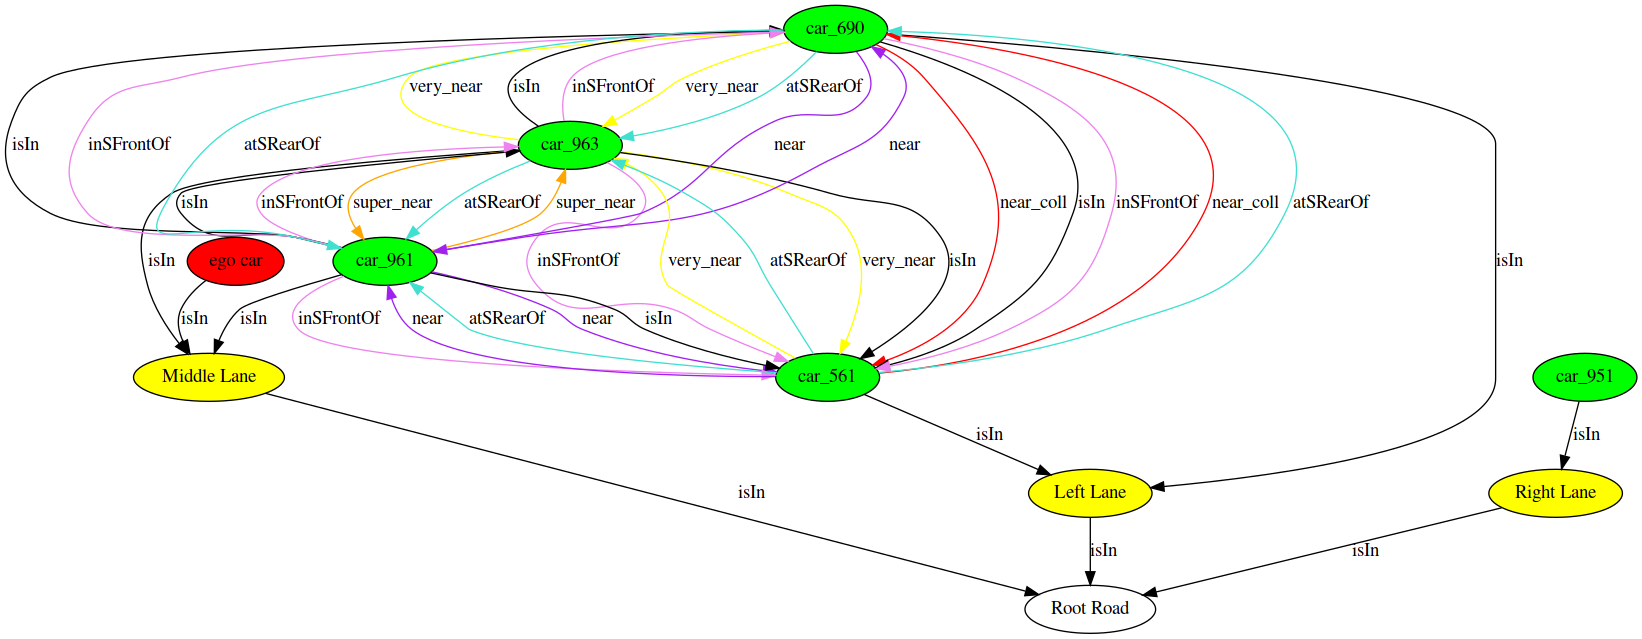 car_690
very_near
isIn
inSFrontOf
very_near
atSRearOf
isIn
inSFrontOf
atSRearOf
car_963
near
near
isIn
inSFrontOf
super_near
atSRearOf
super_near
near_coll
isIn
inSFrontOf
near_coll
atSRearOf
isIn
ego car
car_961
inSFrontOf
very_near
atSRearOf
very_near
isIn
isIn
isIn
isIn
inSFrontOf
near
atSRearOf
near
isIn
Middle Lane
car_561
car_951
isIn
isIn
isIn
Left Lane
Right Lane
isIn
isIn
Root Road